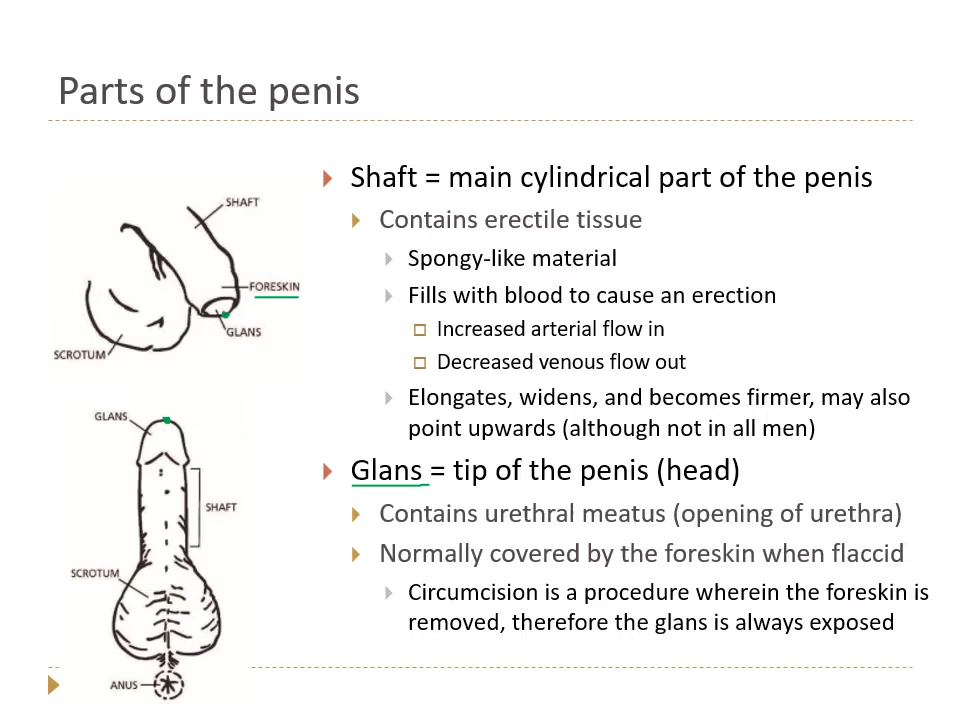 Parts of the penis
SHAFT
FORESKIN
GLANS
SCROTUM
GLANS
SHAFT
SCROTUM
ANUS
Shaft = main cylindrical part of the penis
Contains erectile tissue
Spongy-like material
Fills with blood to cause an erection
Increased arterial flow in
Decreased venous flow out
Elongates, widens, and becomes firmer, may also
point upwards (although not in all men)
Glans = tip of the penis (head)
Contains urethral meatus (opening of urethra)
Normally covered by the foreskin when flaccid
Circumcision is a procedure wherein the foreskin is
removed, therefore the glans is always exposed